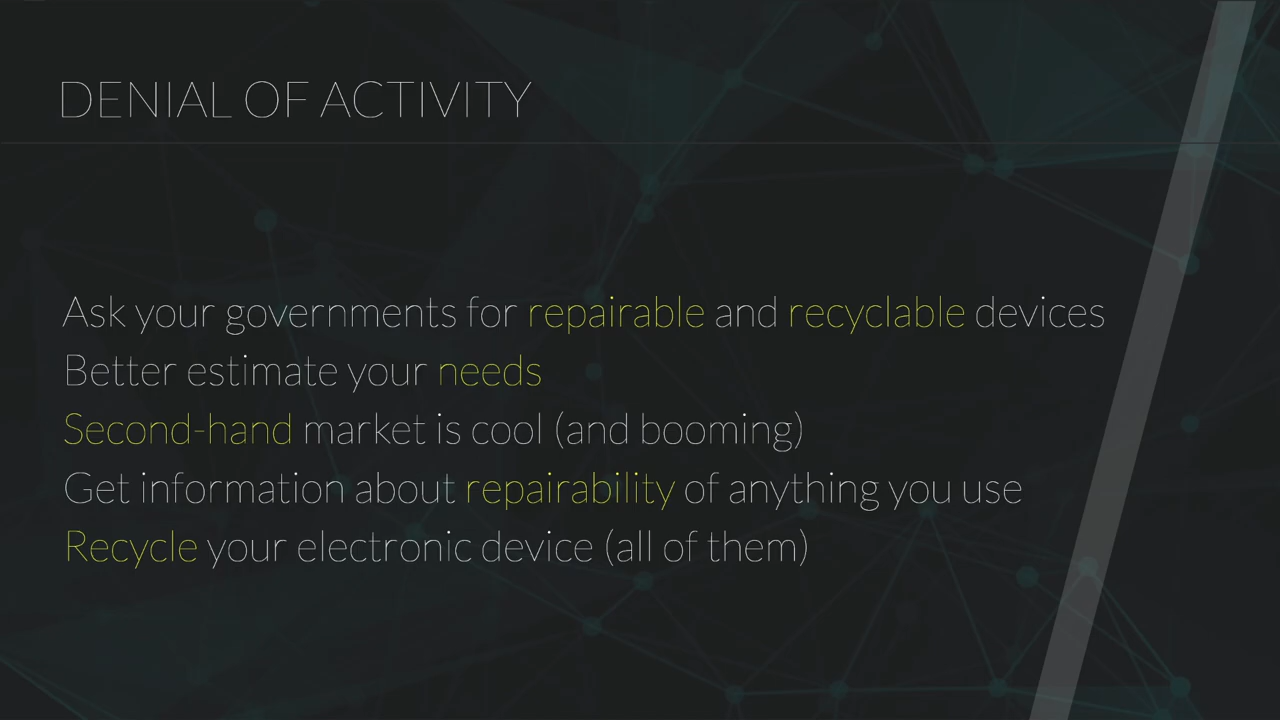 DENIAL OF ACTIVITY
Ask your governments for repairable and recyclable devices
Better estimate your needs
Second-hand market is cool (and booming)
Get information about repairability of anything you use
Recycle your electronic device (all of them)